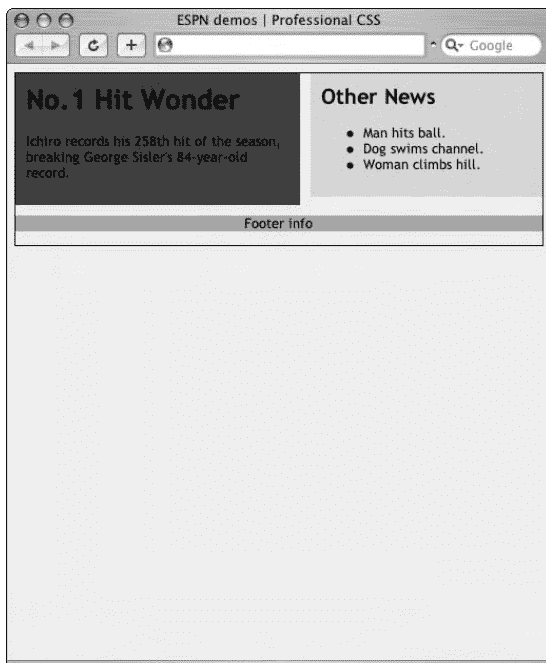 ESPN demos | Professional CSS
Google
No.1 Hit Wonder
Ichiro records his 258th hit of the season,
breaking George Sisler's 84-year-old
record.
Other News
Man hits ball.
Dog swims channel.
Woman climbs hill.
Footer info